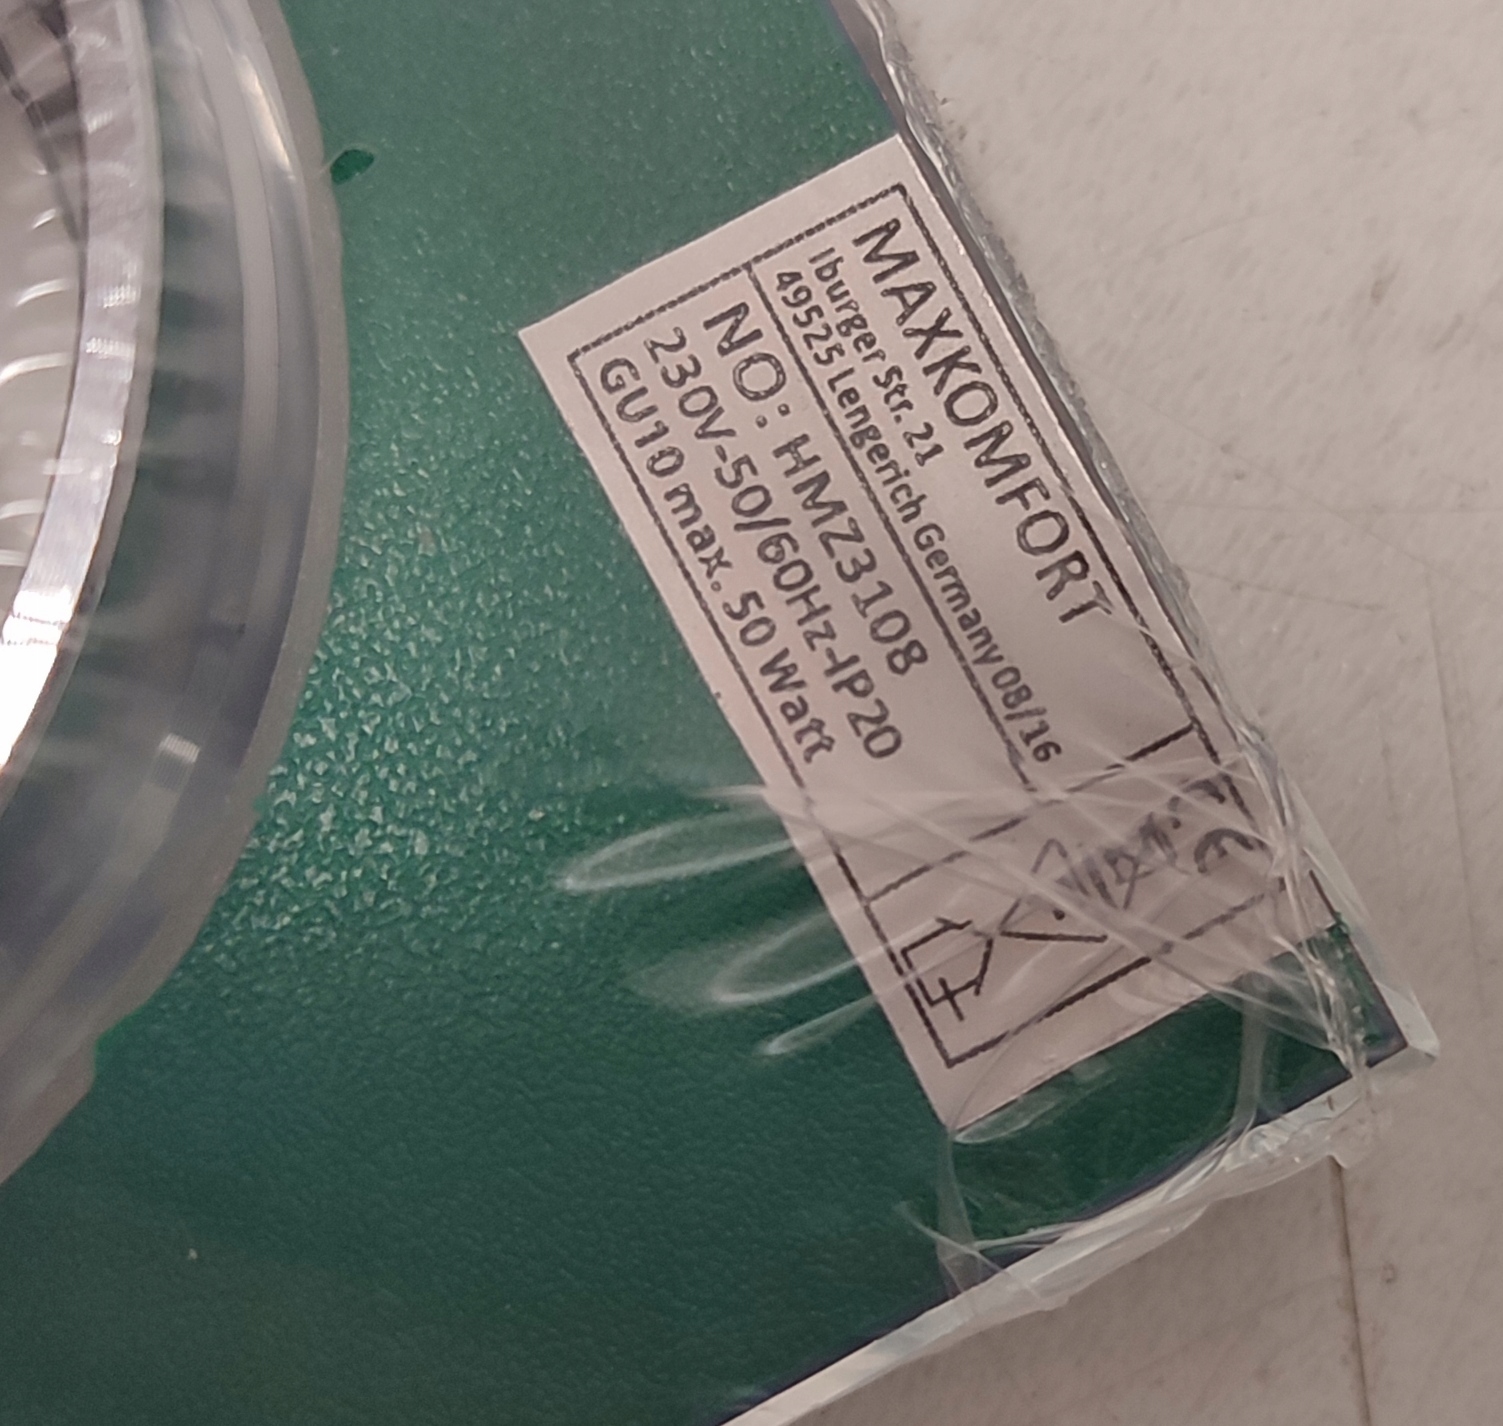 MAXKOMFORT
Iburger Str. 21
49525 Lengerich Germany 08/16
NO: HMZ3108
230V-50/60Hz-IP20
GU10 max. 50 Watt
CE
F